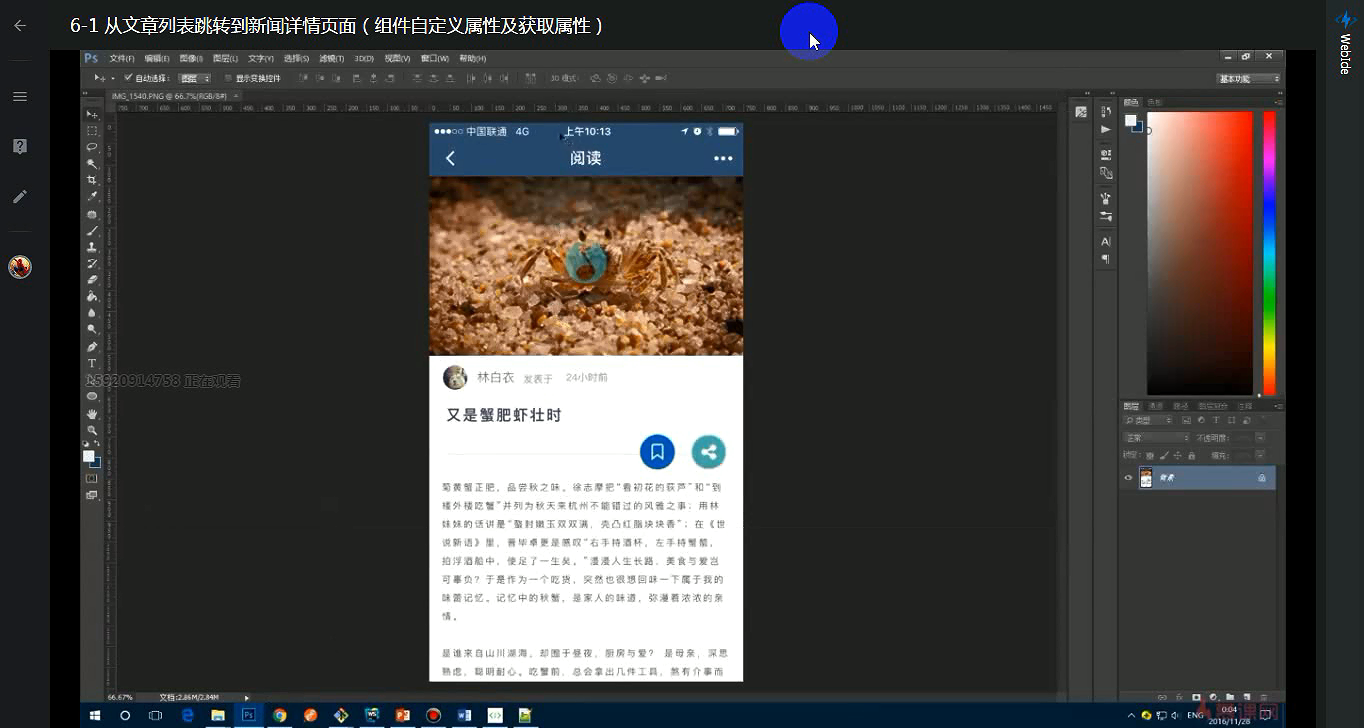 6-1 从文章列表跳转到新闻详情页面（组件自定义属性及获取属性）
WebIde
Ps 文件(F) 编辑(E) 图像(I) 图层(L) 文字(Y) 选择(S) 滤镜(T) 3D(D) 视图(V) 窗口(W) 帮助(H)
自动选择： 显示变换控件 3D 模式： 基本功能
IMG_1540.PNG @ 66.7%(RGB/8#) ×
颜色 色板
中国联通 4G 上午10:13
阅读
15920914758 正在观看
林白衣 发表于 24小时前
又是蟹肥虾壮时
菊黄蟹正肥，品尝秋之味。徐志摩把“看初花的荻芦”和“到
楼外楼吃蟹”并列为秋天来杭州不能错过的风雅之事；用林
妹妹的话讲是“螯封嫩玉双双满，壳凸红脂块块香”；在《世
说新语》里，晋毕卓更是感叹“右手持酒杯，左手持蟹螯，
拍浮酒船中，便足了一生矣。”漫漫人生长路，美食与爱岂
可辜负？于是作为一个吃货，突然也很想回味一下属于我的
味蕾记忆。记忆中的秋蟹，是家人的味道，弥漫着浓浓的亲
情。
是谁来自山川湖海，却囿于昼夜，厨房与爱？ 是母亲，深思
熟虑，聪明耐心。吃蟹前，总会拿出几件工具，煞有介事而
图层 通道 路径
正常 不透明度：
背景
66.67% 文档:2.86M/2.84M
ENG 0:04
2016/11/28
慕课网